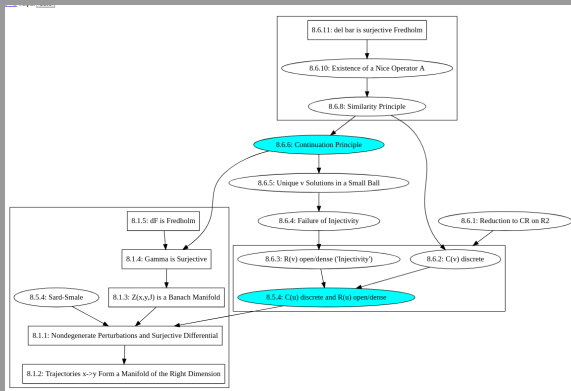 8.6.11: del bar is surjective Fredholm
8.6.10: Existence of a Nice Operator A
8.6.8: Similarity Principle
8.6.6: Continuation Principle
8.6.5: Unique v Solutions in a Small Ball
8.1.5: dF is Fredholm
8.6.4: Failure of Injectivity
8.6.1: Reduction to CR on R2
8.1.4: Gamma is Surjective
8.6.3: R(v) open/dense ('Injectivity')
8.6.2: C(v) discrete
8.5.4: Sard-Smale
8.1.3: Z(x,y,J) is a Banach Manifold
8.5.4: C(u) discrete and R(u) open/dense
8.1.1: Nondegenerate Perturbations and Surjective Differential
8.1.2: Trajectories x->y Form a Manifold of the Right Dimension